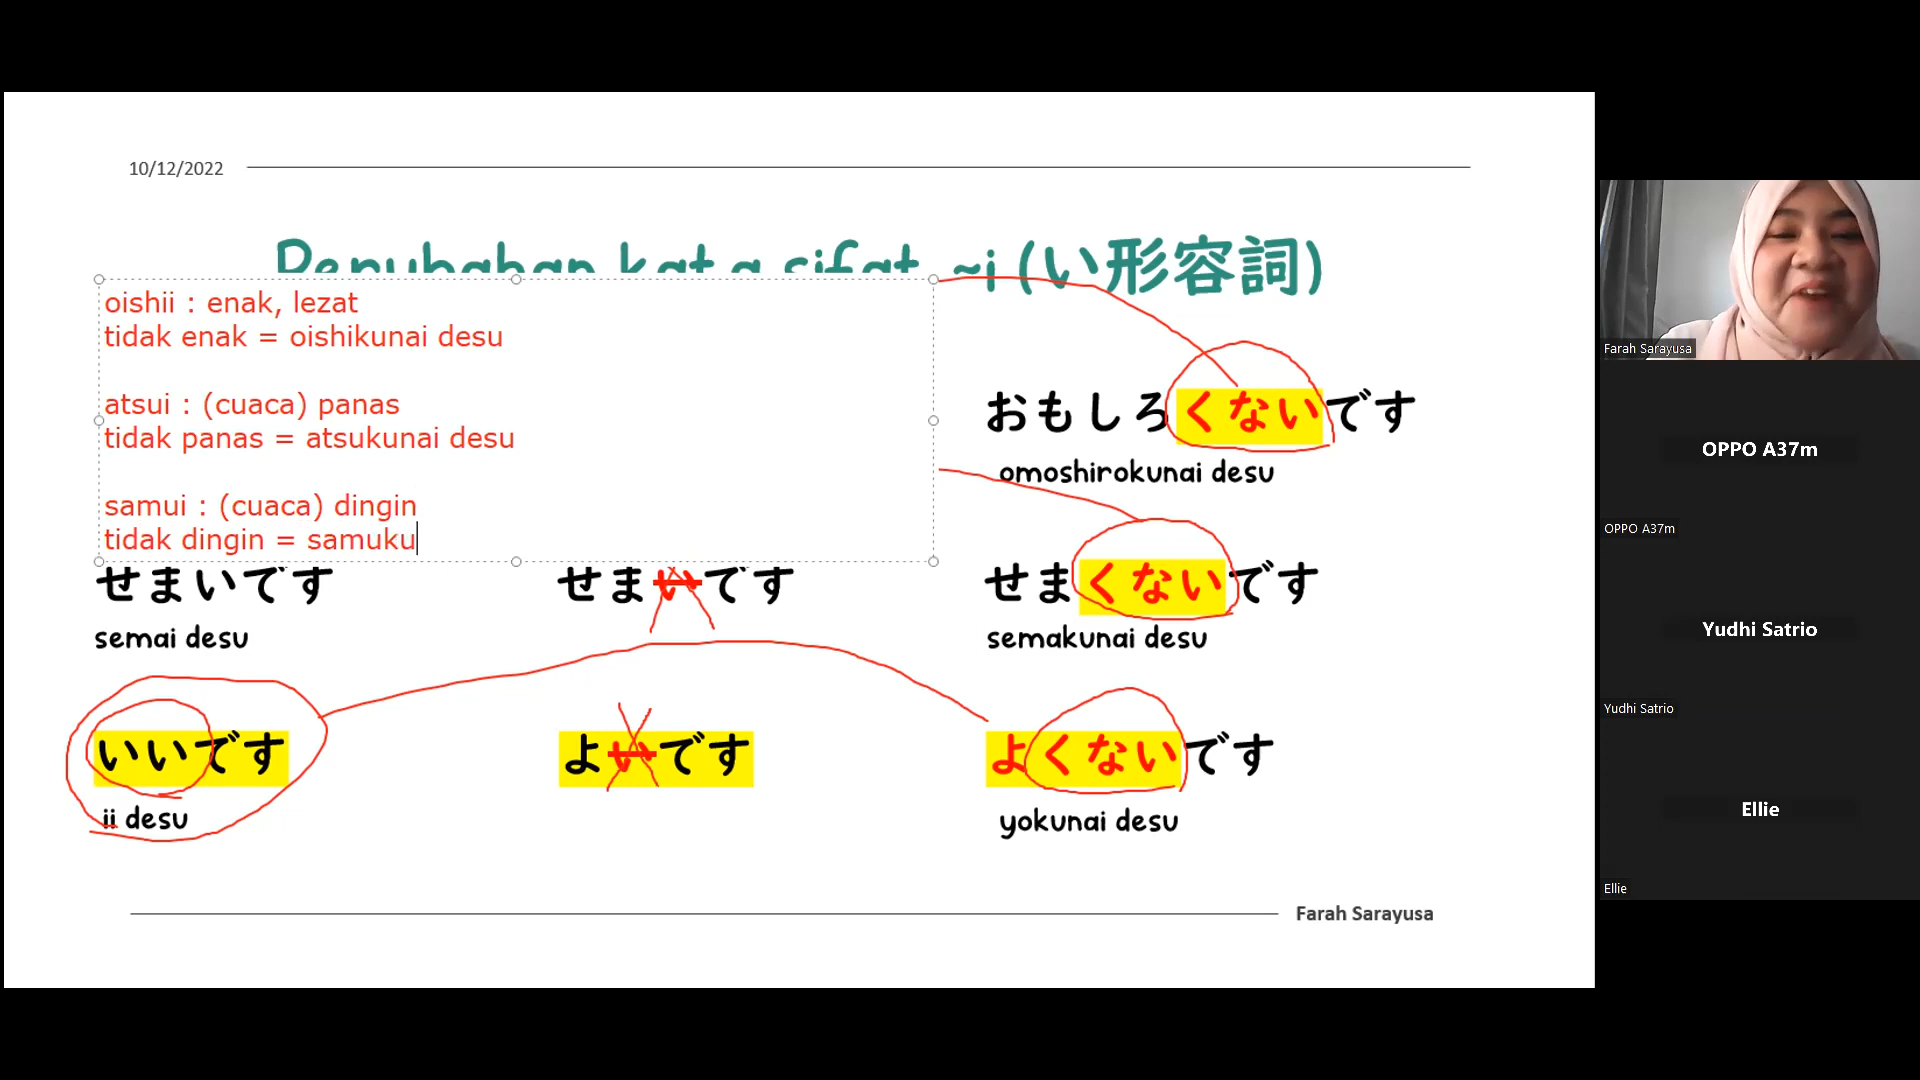 10/12/2022
Perubahan kata sifat ~i (い形容詞)
oishii : enak, lezat
tidak enak = oishikunai desu
atsui : (cuaca) panas
tidak panas = atsukunai desu
samui : (cuaca) dingin
tidak dingin = samuku
おもしろくないです
omoshirokunai desu
せまいです
せまいです
せまくないです
semai desu
semakunai desu
いいです
よいです
よくないです
ii desu
yokunai desu
Farah Sarayusa
Farah Sarayusa
OPPO A37m
OPPO A37m
Yudhi Satrio
Yudhi Satrio
Ellie
Ellie